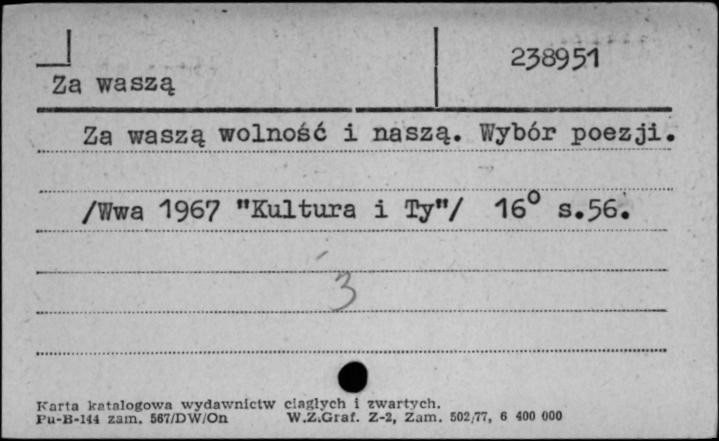 238951
Za waszą
Za waszą wolność i naszą. Wybór poezji.
/Wwa 1967 "Kultura i Ty"/ 16° s.56.
3
Karta katalogowa wydawnictw ciągłych i zwartych.
Pu-B-144 zam. 567/DW/On W.Z.Graf. Z-2, Zam. 502/77, 6 400 000